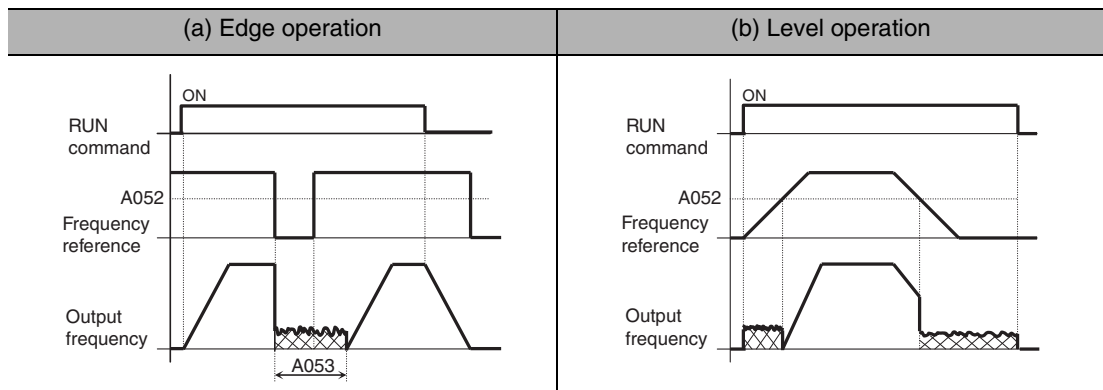 (a) Edge operation
(b) Level operation
ON
RUN
command
A052
Frequency
reference
Output
frequency
A053
ON
RUN
command
A052
Frequency
reference
Output
frequency